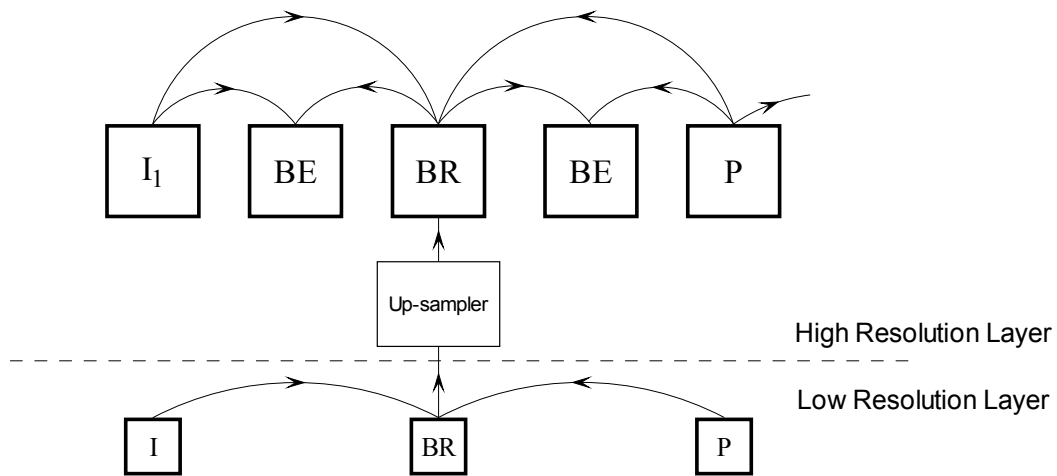 I1 BE BR BE P
Up-sampler
High Resolution Layer
Low Resolution Layer
I BR P